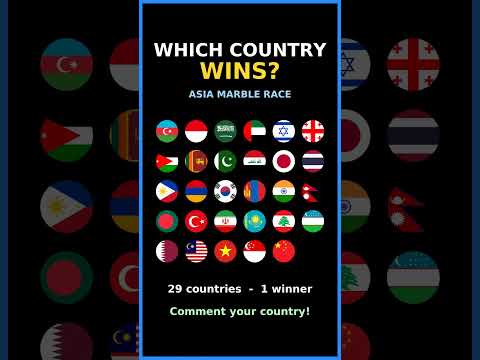 WHICH COUNTRY
WINS?
ASIA MARBLE RACE
29 countries - 1 winner
Comment your country!